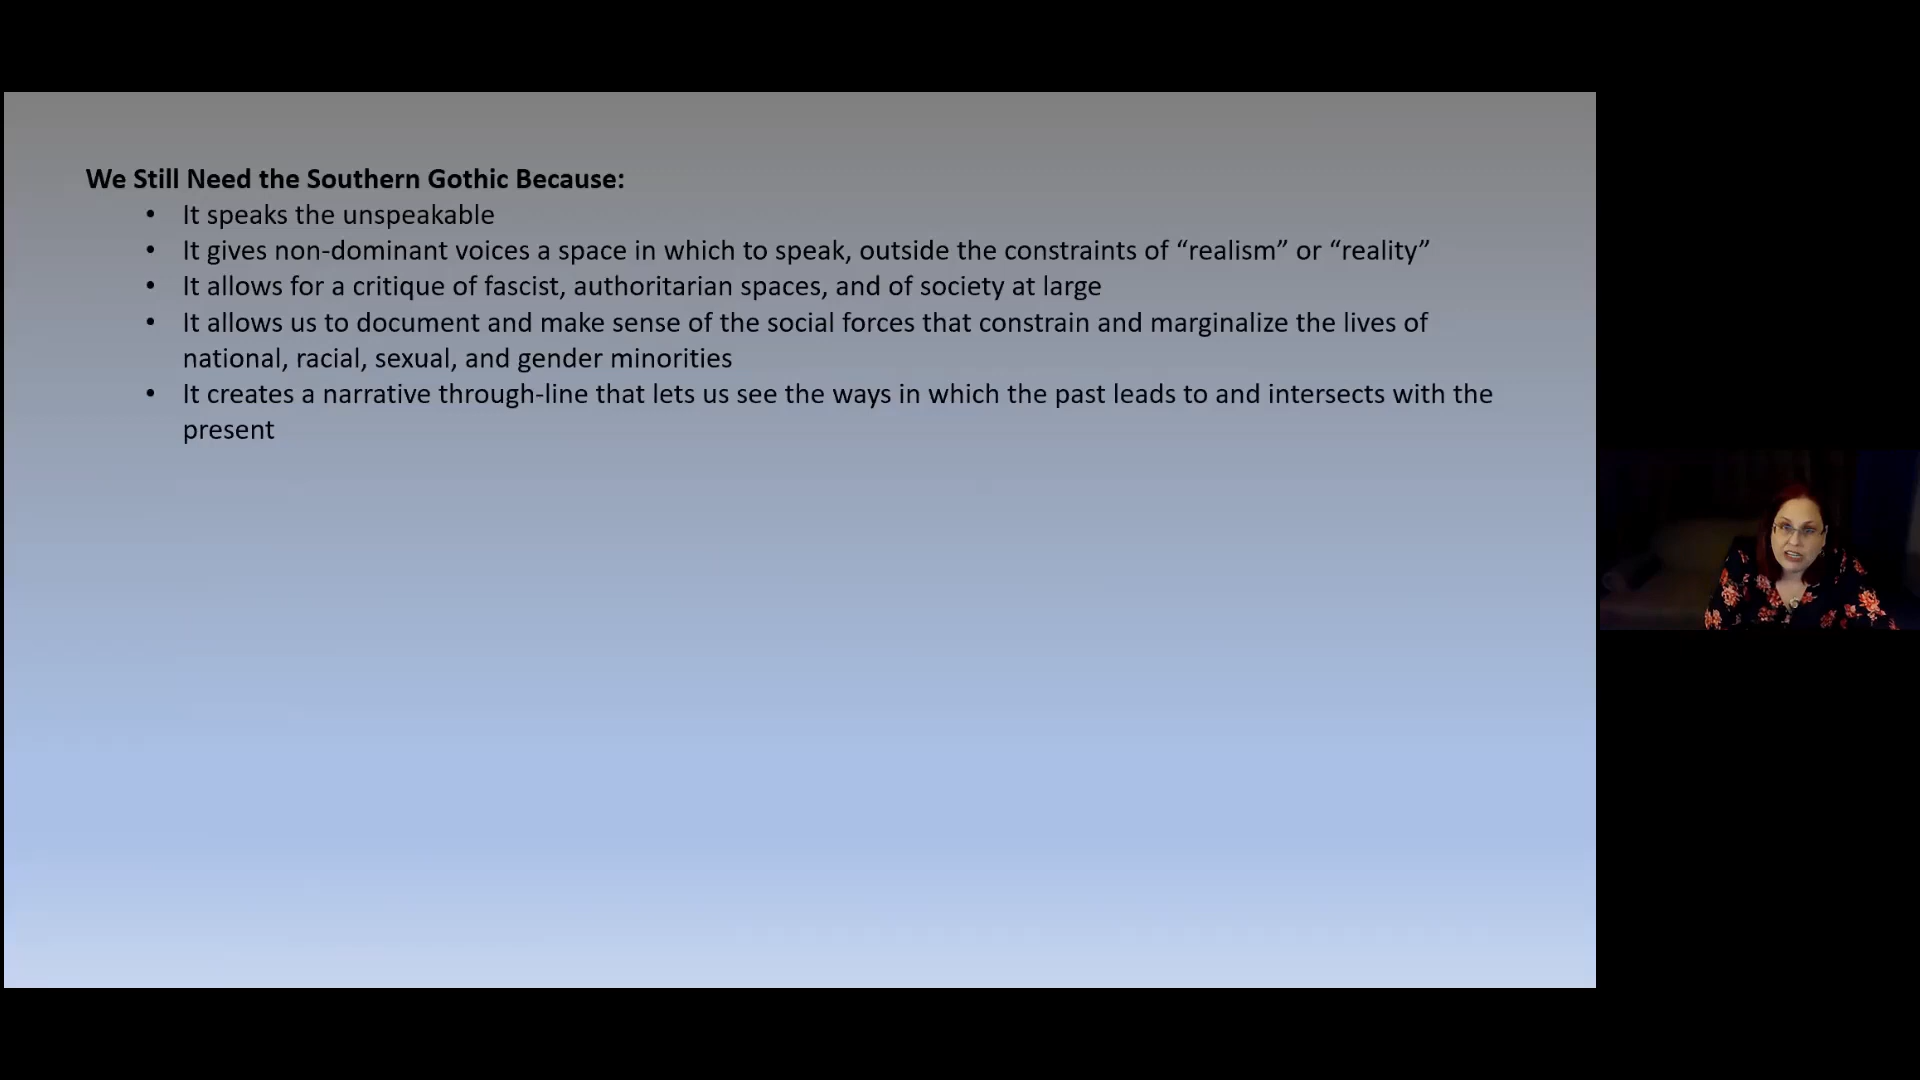 We Still Need the Southern Gothic Because:
• It speaks the unspeakable
• It gives non-dominant voices a space in which to speak, outside the constraints of “realism” or “reality”
• It allows for a critique of fascist, authoritarian spaces, and of society at large
• It allows us to document and make sense of the social forces that constrain and marginalize the lives of
national, racial, sexual, and gender minorities
• It creates a narrative through-line that lets us see the ways in which the past leads to and intersects with the
present